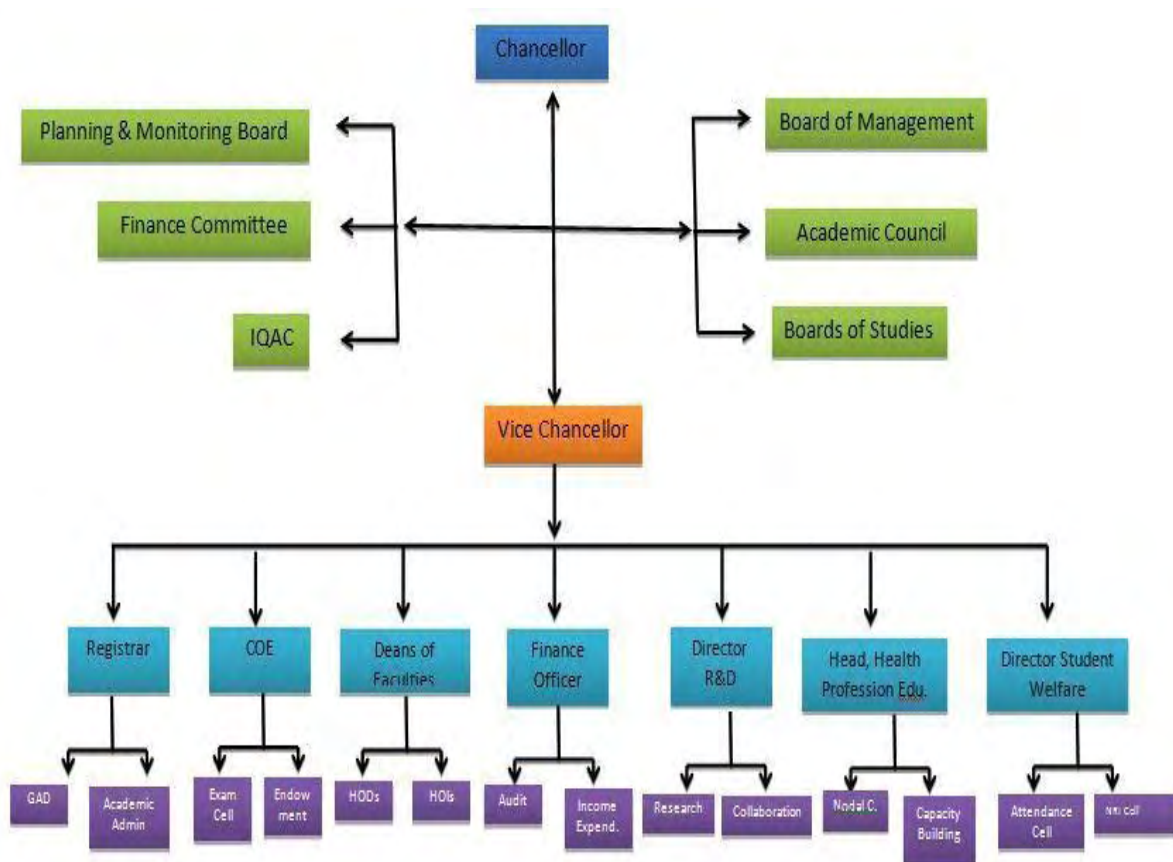 Chancellor
Planning & Monitoring Board
Board of Management
Finance Committee
Academic Council
IQAC
Boards of Studies
Vice Chancellor
Registrar
COE
Deans of
Faculties
Finance
Officer
Director
R&D
Head, Health
Profession Edu.
Director Student
Welfare
GAD
Academic
Admin
Exam
Cell
Endow
ment
HODs
HOIs
Audit
Income
Expend.
Research
Collaboration
Nodal C.
Capacity
Building
Attendance
Cell
NRI Cell